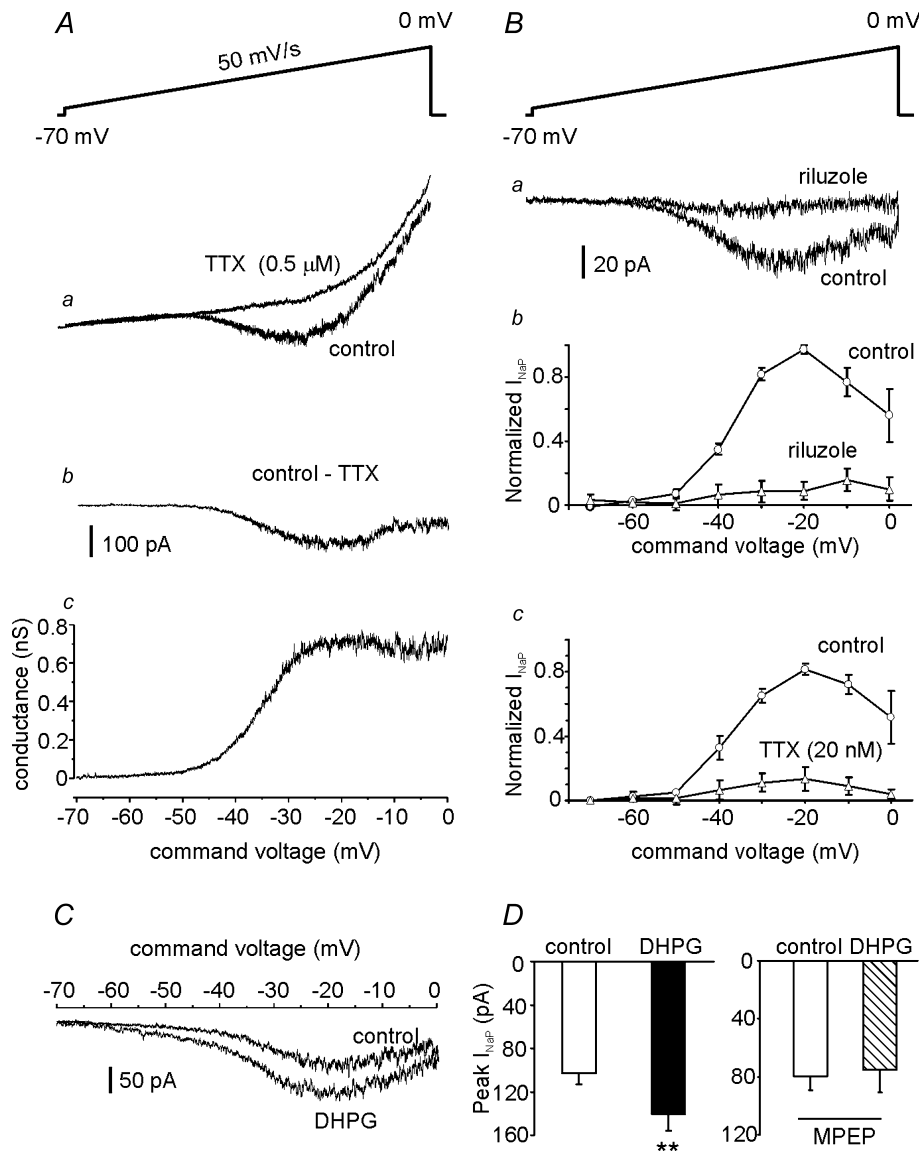 A
0 mV
50 mV/s
-70 mV
a
TTX (0.5 µM)
control
b
control - TTX
100 pA
c
conductance (nS)
0.8
0.6
0.4
0.2
0
-70 -60 -50 -40 -30 -20 -10 0
command voltage (mV)
B
0 mV
-70 mV
a
riluzole
20 pA
control
b
Normalized INaP
0.8
0.4
0
control
riluzole
-60 -40 -20 0
command voltage (mV)
c
Normalized INaP
0.8
0.4
0
control
TTX (20 nM)
-60 -40 -20 0
command voltage (mV)
C
command voltage (mV)
-70 -60 -50 -40 -30 -20 -10 0
control
50 pA
DHPG
D
control DHPG
Peak INaP (pA)
0
40
80
120
160
**
control DHPG
0
40
80
120
MPEP